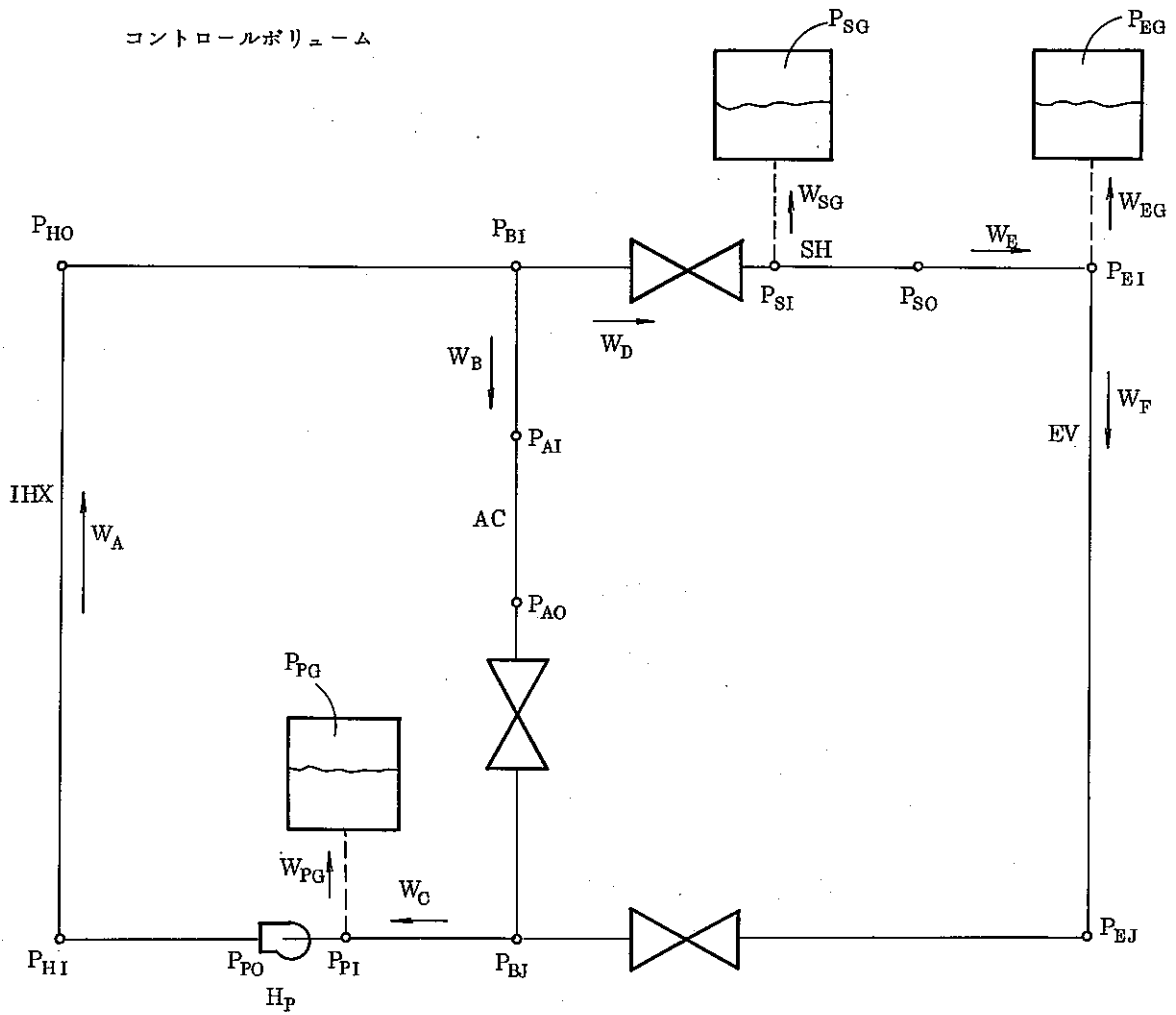 コントロールボリューム
P_SG
P_EG
W_SG
W_EG
P_HO
P_BI
SH
W_E
P_SI
P_SO
P_EI
W_D
W_B
W_F
P_AI
EV
IHX
W_A
AC
P_AO
P_PG
W_PG
W_C
P_HI
P_PO
P_PI
P_BJ
P_EJ
H_P